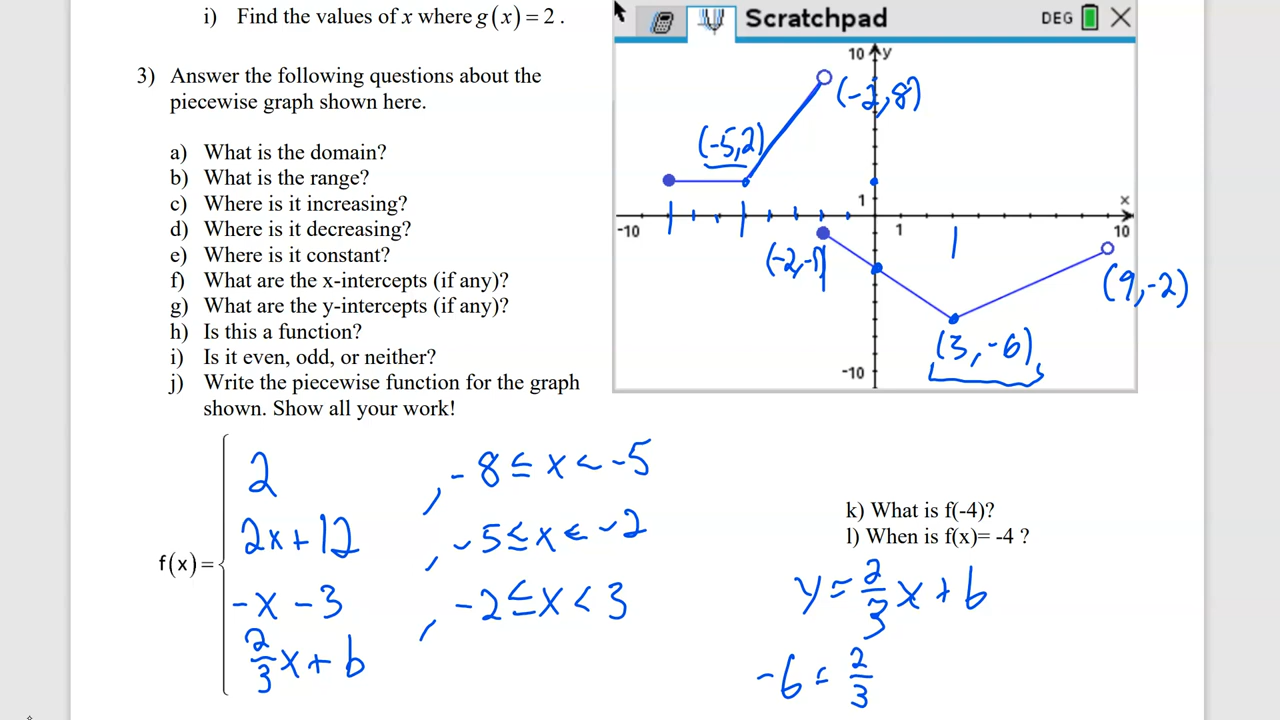 i) Find the values of x where g(x) = 2 .
3) Answer the following questions about the
piecewise graph shown here.
a) What is the domain?
b) What is the range?
c) Where is it increasing?
d) Where is it decreasing?
e) Where is it constant?
f) What are the x-intercepts (if any)?
g) What are the y-intercepts (if any)?
h) Is this a function?
i) Is it even, odd, or neither?
j) Write the piecewise function for the graph
shown. Show all your work!
Scratchpad DEG
10 y
(-2,8)
(-5,2)
1 x
-10 1 10
(-2,-1)
(9,-2)
(3,-6)
-10
f(x)=
2 , -8 ≤ x < -5
2x+12 , -5 ≤ x < -2
-x - 3 , -2 ≤ x < 3
2/3 x + b
k) What is f(-4)?
l) When is f(x)= -4 ?
y = 2/3 x + b
-6 = 2/3